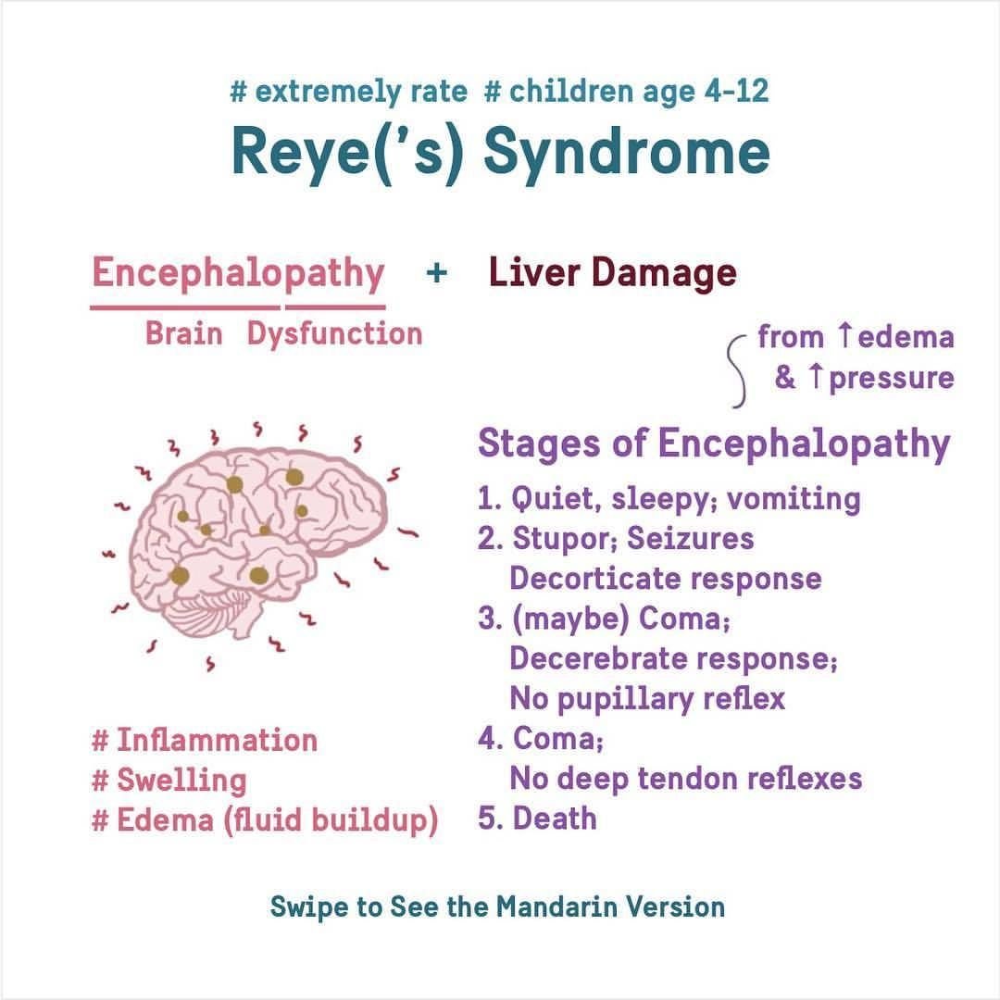 # extremely rate # children age 4-12
Reye('s) Syndrome
Encephalopathy + Liver Damage
Brain Dysfunction
from ↑edema
& ↑pressure
Stages of Encephalopathy
1. Quiet, sleepy; vomiting
2. Stupor; Seizures
Decorticate response
3. (maybe) Coma;
Decerebrate response;
No pupillary reflex
4. Coma;
No deep tendon reflexes
5. Death
# Inflammation
# Swelling
# Edema (fluid buildup)
Swipe to See the Mandarin Version